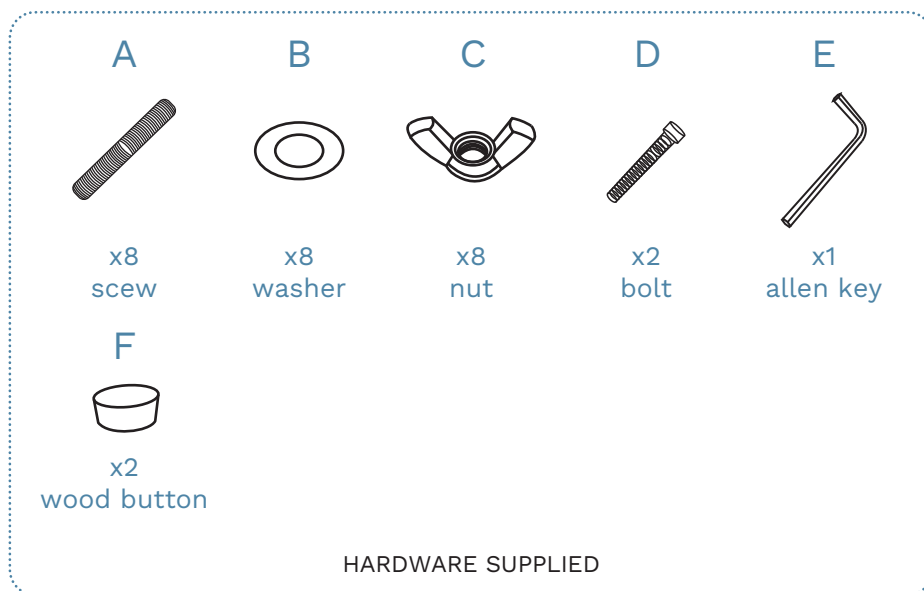 A B C D E
x8 x8 x8 x2 x1
scew washer nut bolt allen key
F
x2
wood button
HARDWARE SUPPLIED